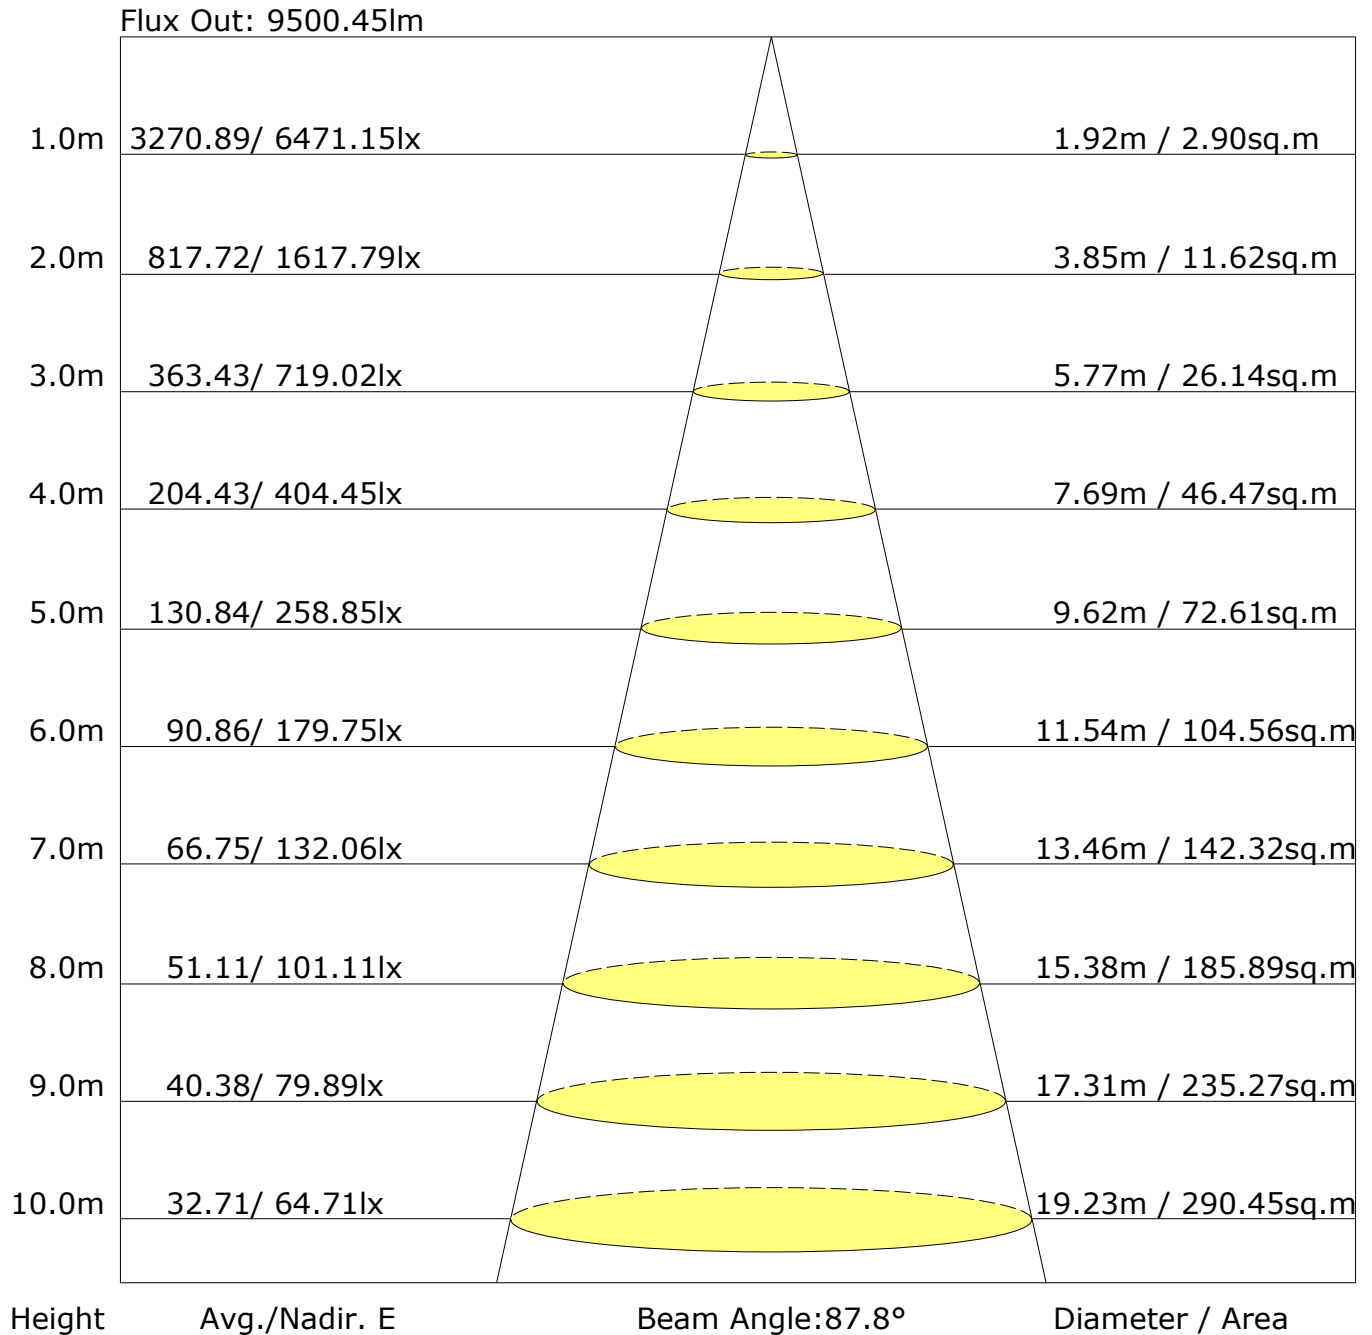 Flux Out: 9500.45lm
1.0m 3270.89/ 6471.15lx 1.92m / 2.90sq.m
2.0m 817.72/ 1617.79lx 3.85m / 11.62sq.m
3.0m 363.43/ 719.02lx 5.77m / 26.14sq.m
4.0m 204.43/ 404.45lx 7.69m / 46.47sq.m
5.0m 130.84/ 258.85lx 9.62m / 72.61sq.m
6.0m 90.86/ 179.75lx 11.54m / 104.56sq.m
7.0m 66.75/ 132.06lx 13.46m / 142.32sq.m
8.0m 51.11/ 101.11lx 15.38m / 185.89sq.m
9.0m 40.38/ 79.89lx 17.31m / 235.27sq.m
10.0m 32.71/ 64.71lx 19.23m / 290.45sq.m
Height Avg./Nadir. E Beam Angle:87.8° Diameter / Area